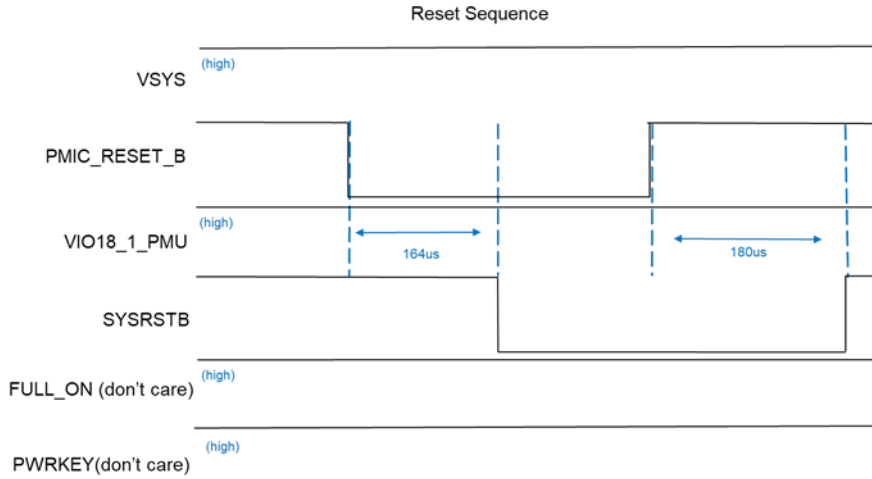 Reset Sequence
(high)
VSYS
PMIC_RESET_B
(high)
VIO18_1_PMU
164us
180us
SYSRSTB
(high)
FULL_ON (don't care)
(high)
PWRKEY(don't care)